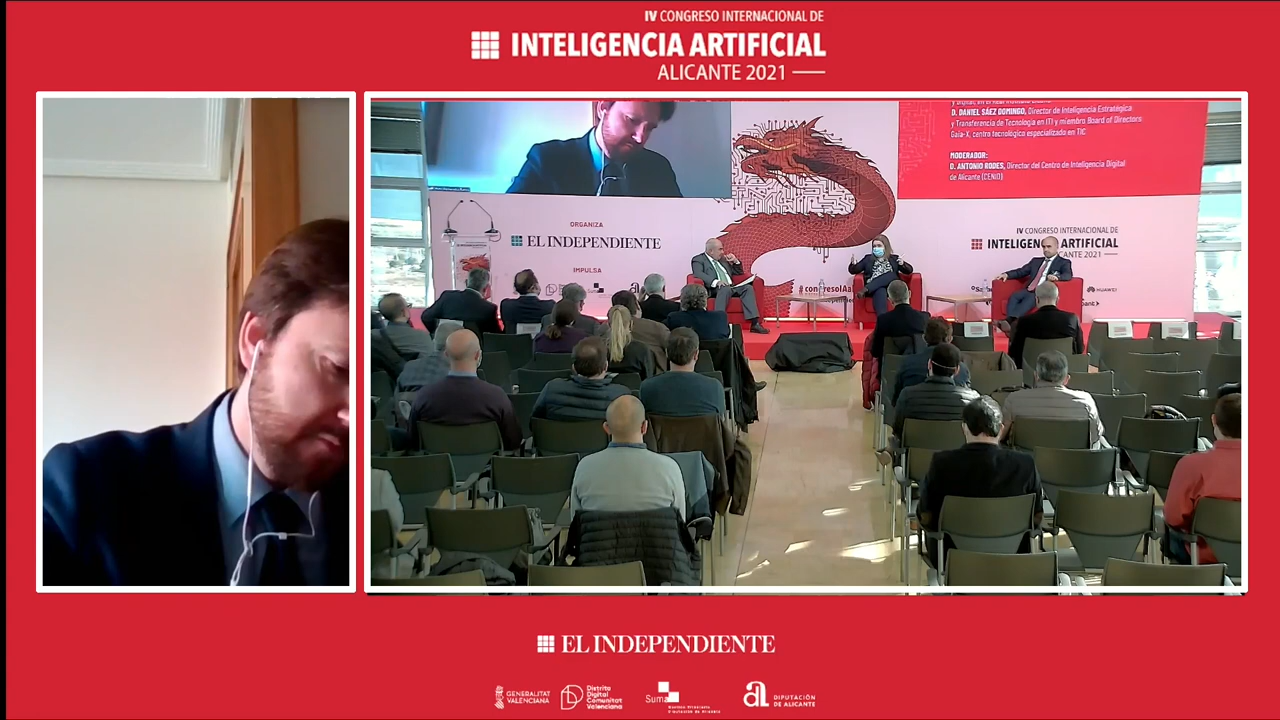 IV CONGRESO INTERNACIONAL DE
INTELIGENCIA ARTIFICIAL
ALICANTE 2021
D. DANIEL SÁEZ DOMINGO, Director de Inteligencia Estratégica
y Transferencia de Tecnología en ITI y miembro Board of Directors
Gaia-X, centro tecnológico especializado en TIC
MODERADOR:
D. ANTONIO RODES, Director del Centro de Inteligencia Digital
de Alicante (CENID)
ORGANIZA
EL INDEPENDIENTE
IMPULSA
IV CONGRESO INTERNACIONAL DE
INTELIGENCIA ARTIFICIAL
ALICANTE 2021
HUAWEI
EL INDEPENDIENTE
GENERALITAT
VALENCIANA
Distrito
Digital
Comunitat
Valenciana
Suma
DIPUTACIÓN
DE ALICANTE